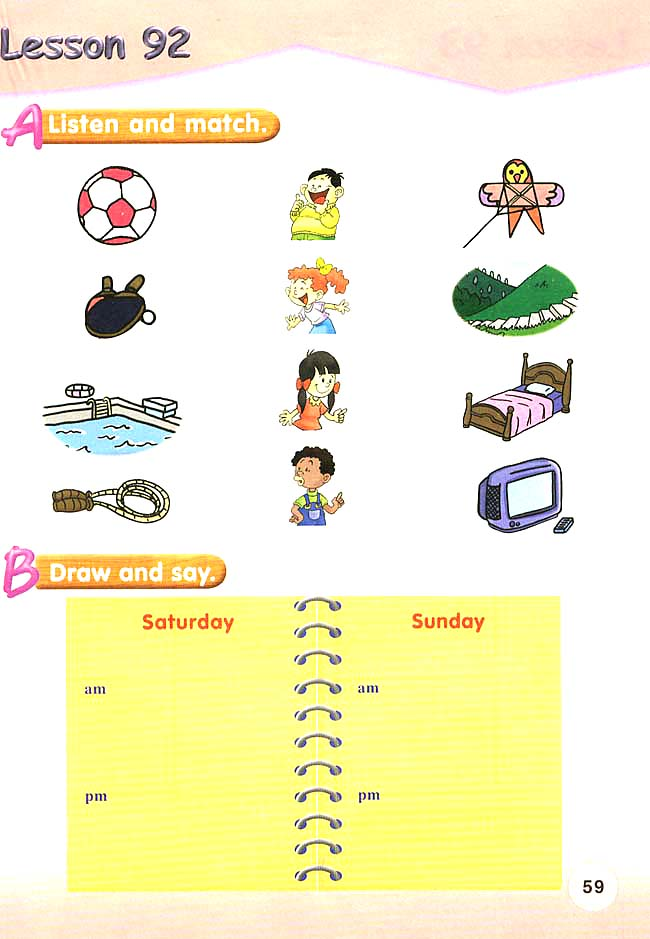 Lesson 92
A Listen and match.
B Draw and say.
Saturday
Sunday
am
am
pm
pm
59